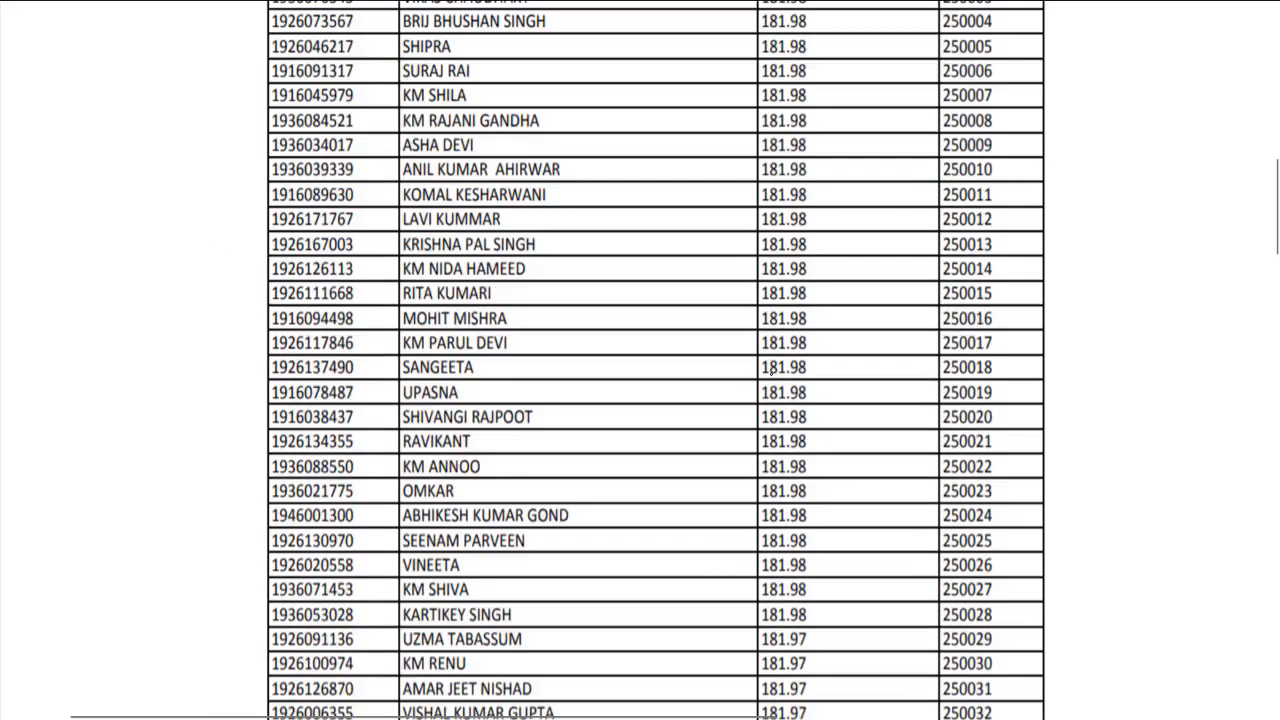 1926073567 BRIJ BHUSHAN SINGH 181.98 250004
1926046217 SHIPRA 181.98 250005
1916091317 SURAJ RAI 181.98 250006
1916045979 KM SHILA 181.98 250007
1936084521 KM RAJANI GANDHA 181.98 250008
1936034017 ASHA DEVI 181.98 250009
1936039339 ANIL KUMAR  AHIRWAR 181.98 250010
1916089630 KOMAL KESHARWANI 181.98 250011
1926171767 LAVI KUMMAR 181.98 250012
1926167003 KRISHNA PAL SINGH 181.98 250013
1926126113 KM NIDA HAMEED 181.98 250014
1926111668 RITA KUMARI 181.98 250015
1916094498 MOHIT MISHRA 181.98 250016
1926117846 KM PARUL DEVI 181.98 250017
1926137490 SANGEETA 181.98 250018
1916078487 UPASNA 181.98 250019
1916038437 SHIVANGI RAJPOOT 181.98 250020
1926134355 RAVIKANT 181.98 250021
1936088550 KM ANNOO 181.98 250022
1936021775 OMKAR 181.98 250023
1946001300 ABHIKESH KUMAR GOND 181.98 250024
1926130970 SEENAM PARVEEN 181.98 250025
1926020558 VINEETA 181.98 250026
1936071453 KM SHIVA 181.98 250027
1936053028 KARTIKEY SINGH 181.98 250028
1926091136 UZMA TABASSUM 181.97 250029
1926100974 KM RENU 181.97 250030
1926126870 AMAR JEET NISHAD 181.97 250031
1926006355 VISHAL KUMAR GUPTA 181.97 250032